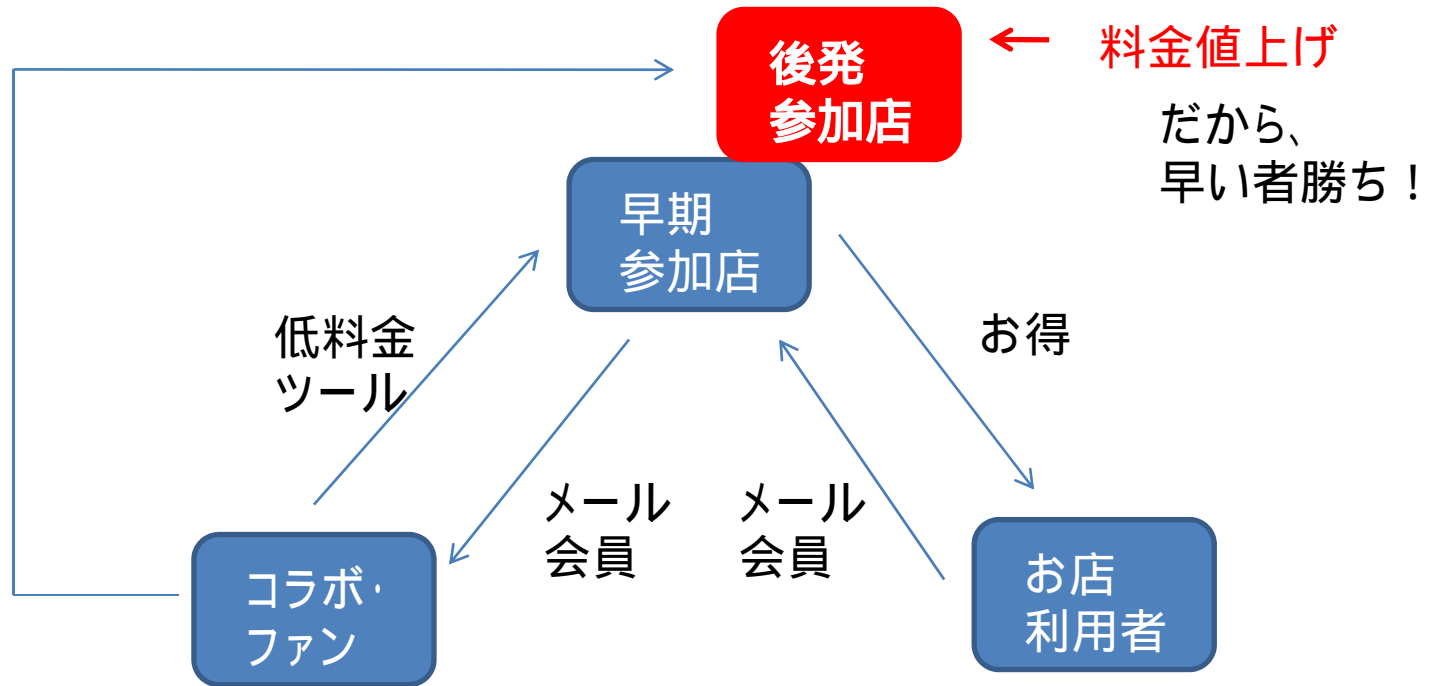 後発
参加店
料金値上げ
だから、
早い者勝ち！
早期
参加店
低料金
ツール
お得
メール
会員
メール
会員
コラボ・
ファン
お店
利用者